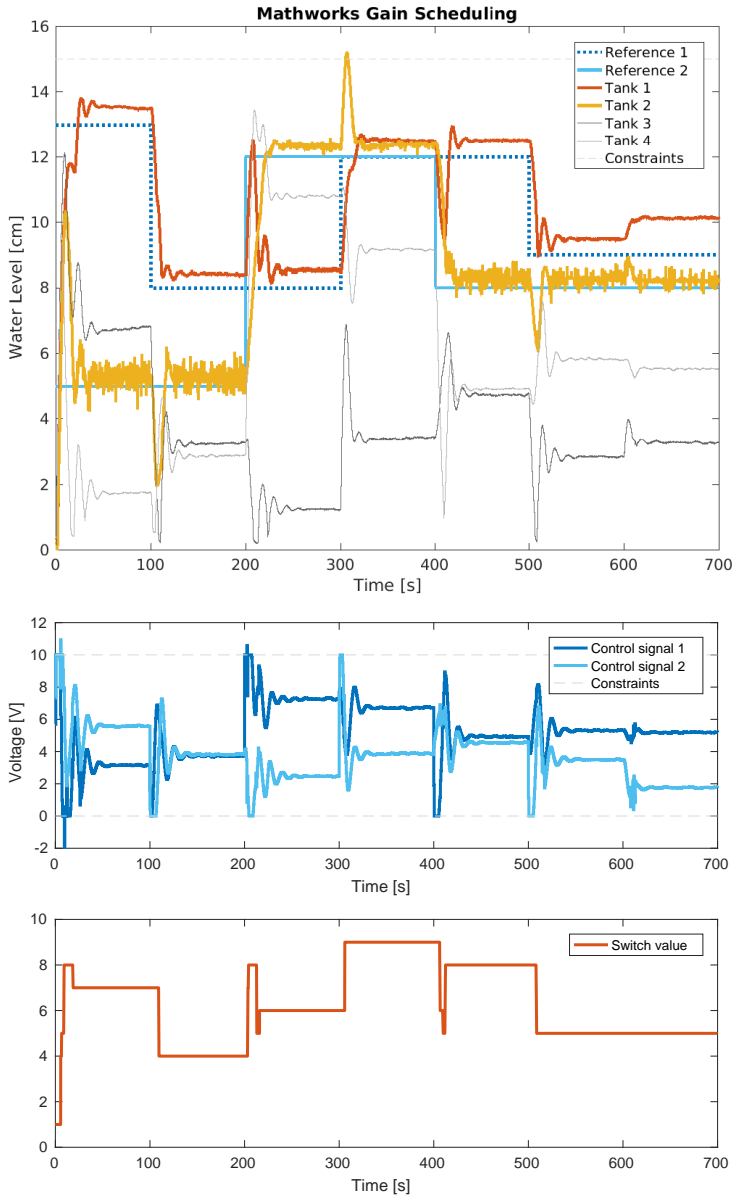 Mathworks Gain Scheduling
Water Level [cm]
16
14
12
10
8
6
4
2
0
Reference 1
Reference 2
Tank 1
Tank 2
Tank 3
Tank 4
Constraints
0 100 200 300 400 500 600 700
Time [s]
Voltage [V]
12
10
8
6
4
2
0
-2
Control signal 1
Control signal 2
Constraints
0 100 200 300 400 500 600 700
Time [s]
10
8
6
4
2
0
Switch value
0 100 200 300 400 500 600 700
Time [s]